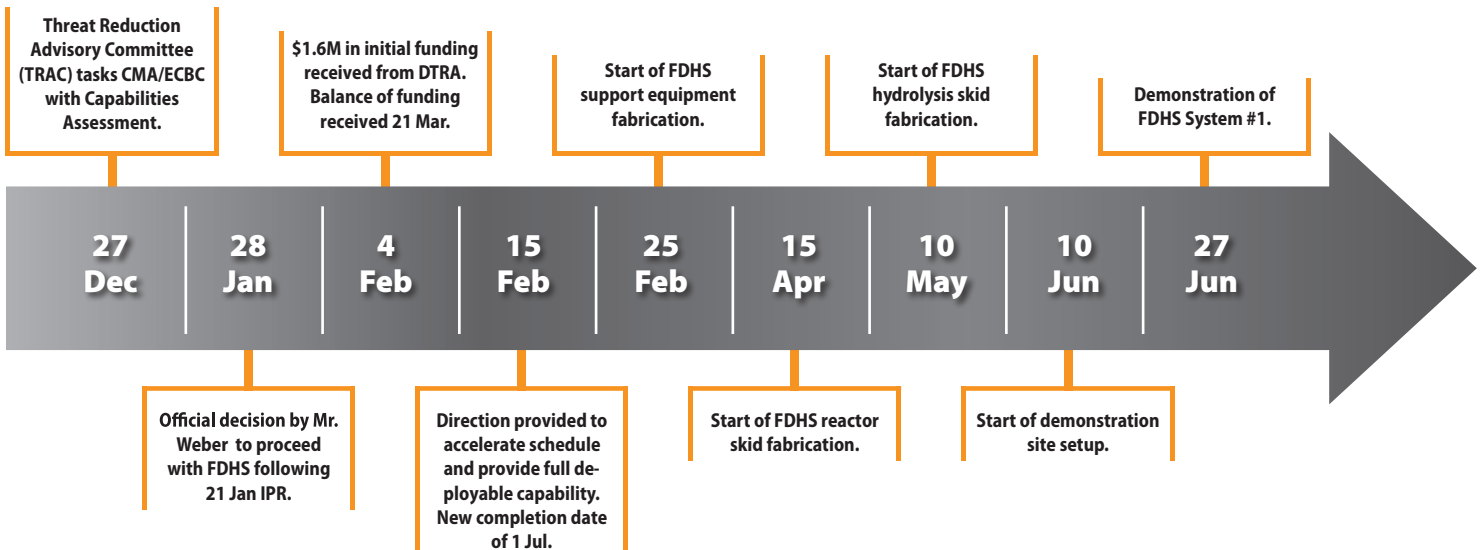 Threat Reduction
Advisory Committee
(TRAC) tasks CMA/ECBC
with Capabilities
Assessment.
$1.6M in initial funding
received from DTRA.
Balance of funding
received 21 Mar.
Start of FDHS
support equipment
fabrication.
Start of FDHS
hydrolysis skid
fabrication.
Demonstration of
FDHS System #1.
27
Dec
28
Jan
4
Feb
15
Feb
25
Feb
15
Apr
10
May
10
Jun
27
Jun
Official decision by Mr.
Weber to proceed
with FDHS following
21 Jan IPR.
Direction provided to
accelerate schedule
and provide full de-
ployable capability.
New completion date
of 1 Jul.
Start of FDHS reactor
skid fabrication.
Start of demonstration
site setup.